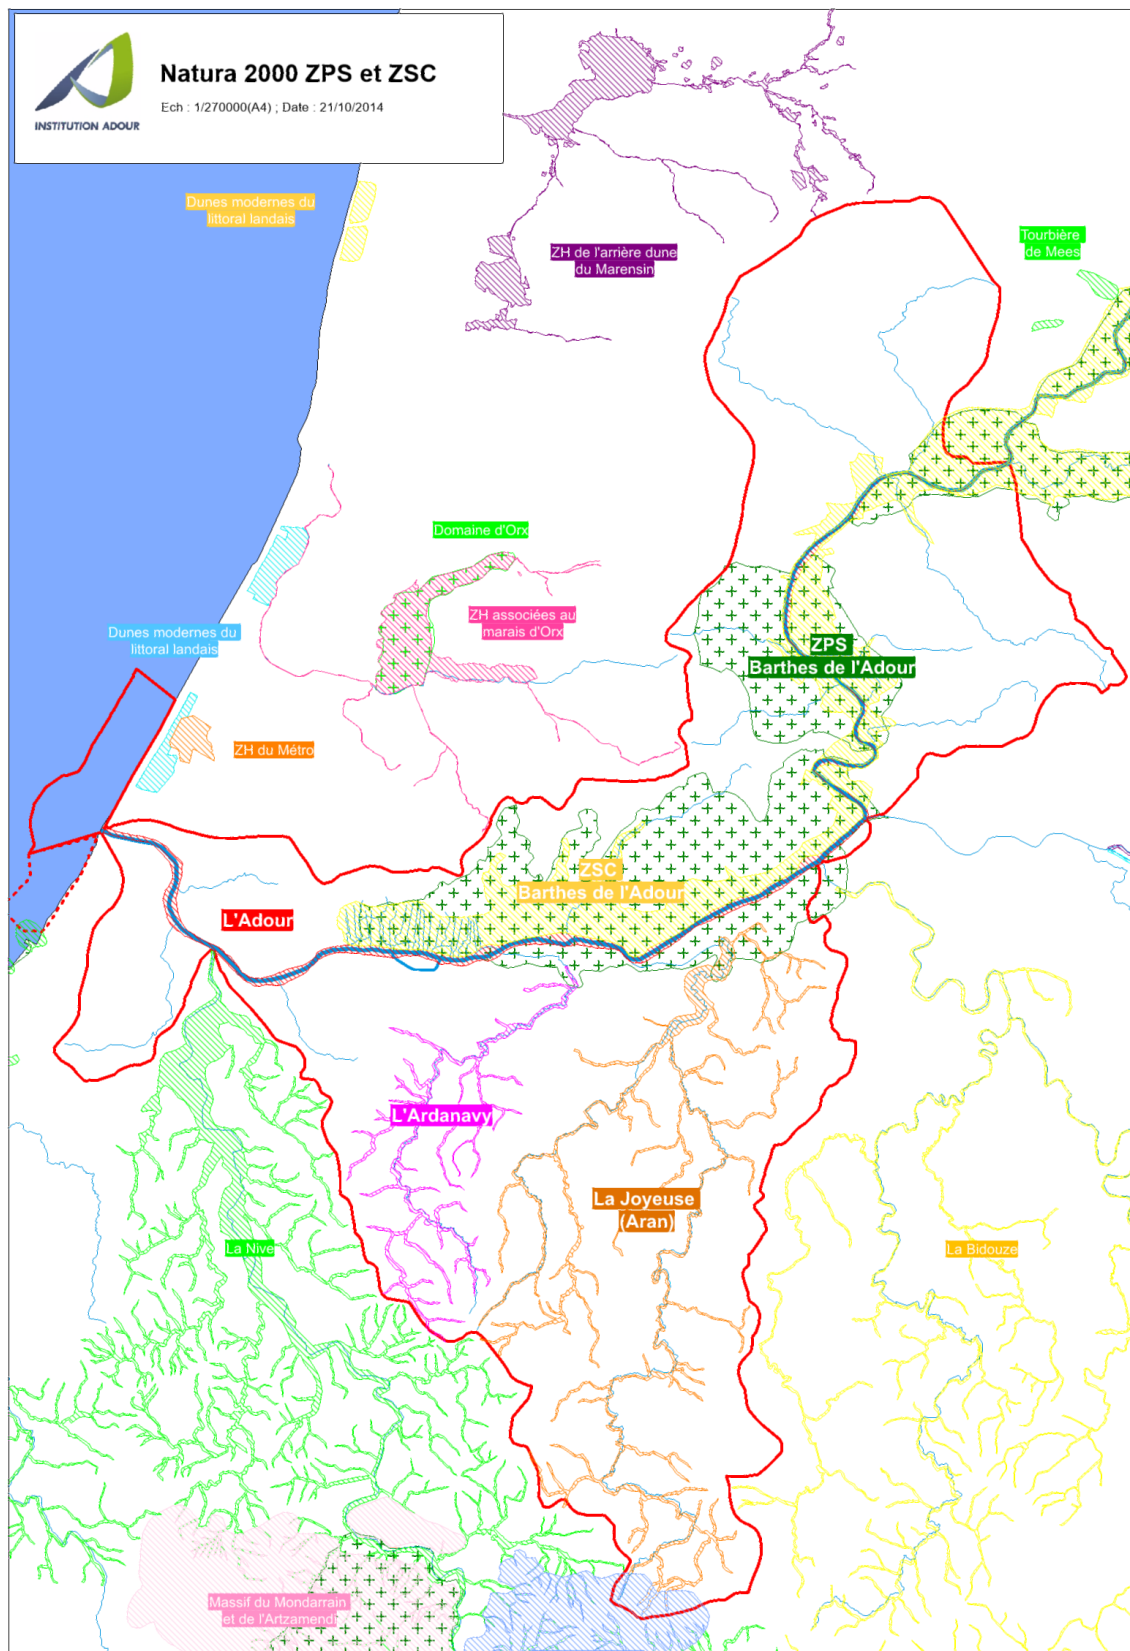 Natura 2000 ZPS et ZSC
Ech : 1/270000(A4) ; Date : 21/10/2014
INSTITUTION ADOUR
Dunes modernes du
littoral landais
ZH de l'arrière dune
du Marensin
Tourbière
de Mees
Domaine d'Orx
ZH associées au
marais d'Orx
Dunes modernes du
littoral landais
ZPS
Barthes de l'Adour
ZH du Métro
ZSC
Barthes de l'Adour
L'Adour
L'Ardanavy
La Joyeuse
(Aran)
La Nive
La Bidouze
Massif du Mondarrain
et de l'Artzamendi